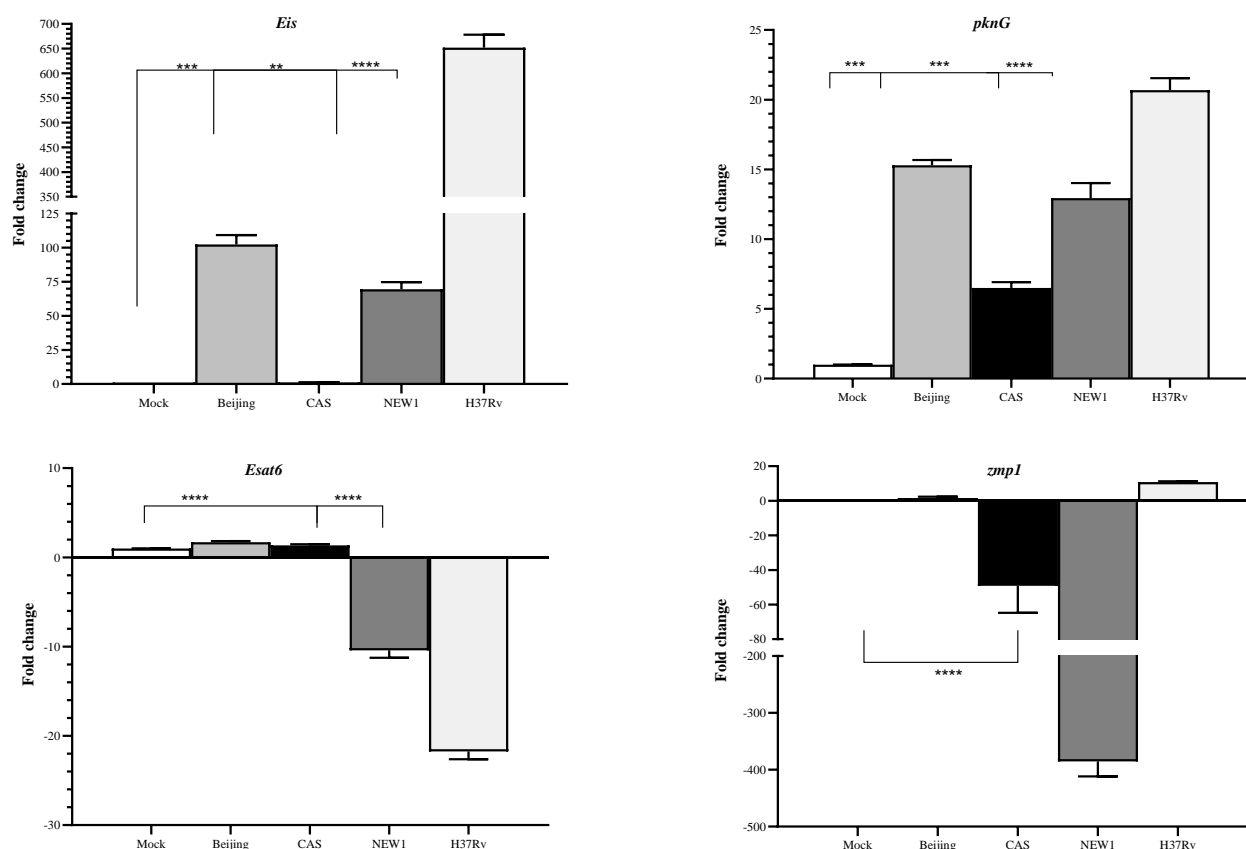 Eis
700
650
600
550
500
450
400
350
125
100
75
50
25
0
Fold change
*** ** ****
Mock Beijing CAS NEW1 H37Rv
pknG
25
20
15
10
5
0
Fold change
*** *** ****
Mock Beijing CAS NEW1 H37Rv
Esat6
10
0
-10
-20
-30
Fold change
**** ****
Mock Beijing CAS NEW1 H37Rv
zmp1
20
0
-20
-40
-60
-80
-200
-300
-400
-500
Fold change
****
Mock Beijing CAS NEW1 H37Rv